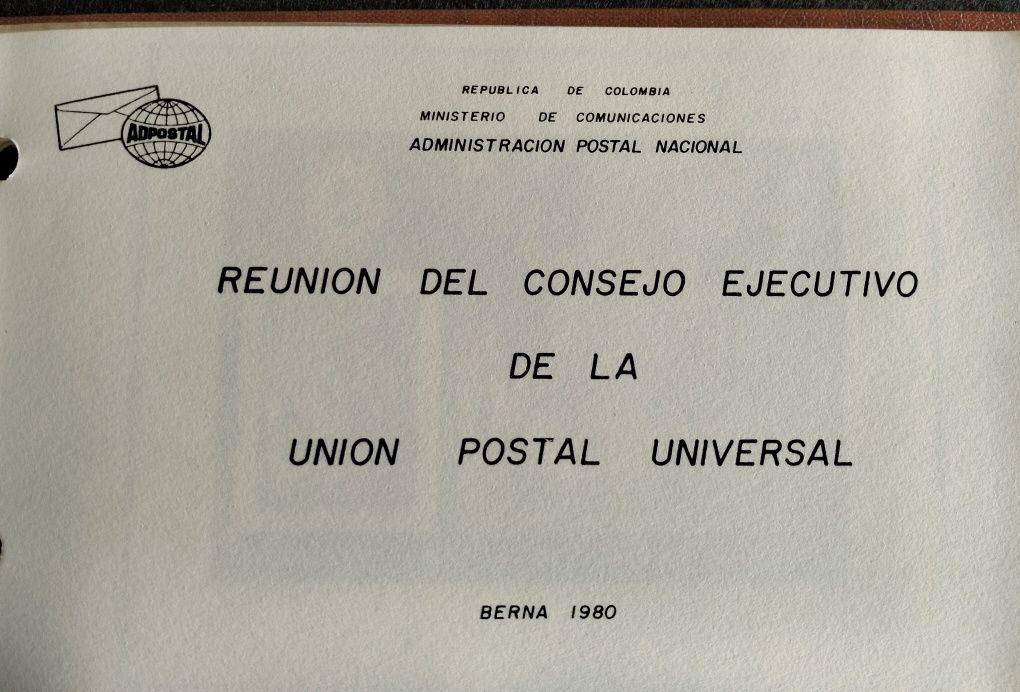 ADPOSTAL
REPUBLICA DE COLOMBIA
MINISTERIO DE COMUNICACIONES
ADMINISTRACION POSTAL NACIONAL
REUNION DEL CONSEJO EJECUTIVO
DE LA
UNION POSTAL UNIVERSAL
BERNA 1980